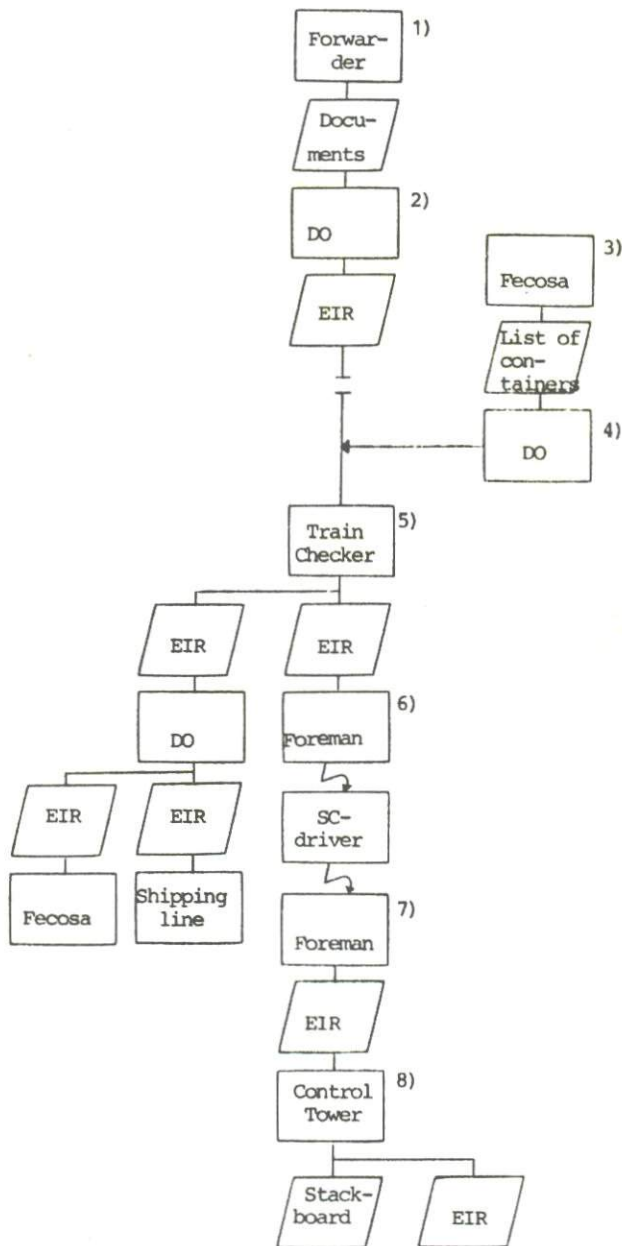 1)
Forwar-
der
Docu-
ments
2)
DO
3)
Fecosa
EIR
List of
con-
tainers
4)
DO
5)
Train
Checker
EIR
EIR
6)
DO
Foreman
EIR
EIR
SC-
driver
Fecosa
Shipping
line
7)
Foreman
EIR
8)
Control
Tower
Stack-
board
EIR